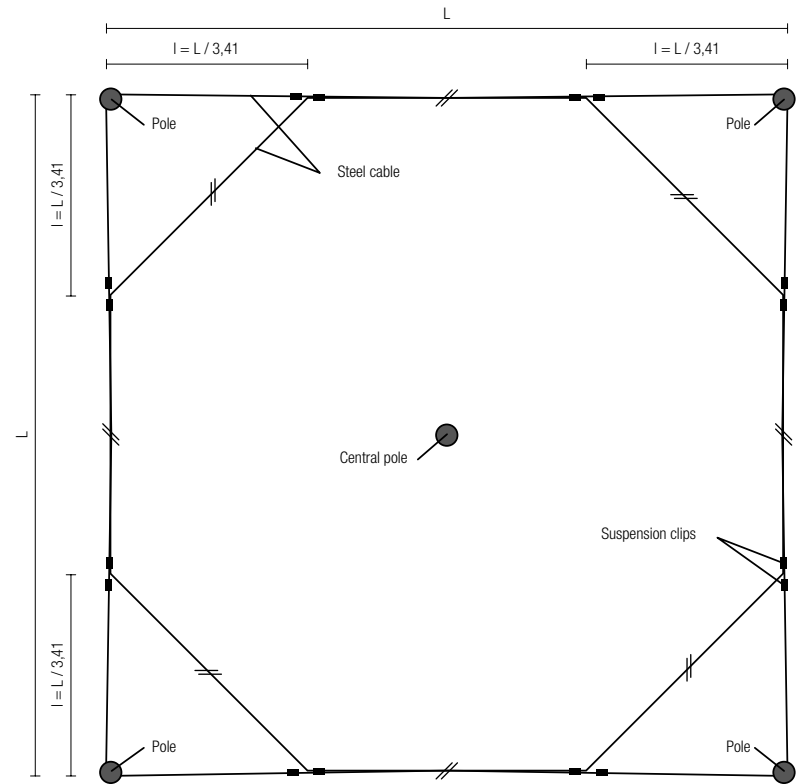 L
l = L / 3,41
l = L / 3,41
Pole
Pole
Steel cable
l = L / 3,41
L
Central pole
Suspension clips
l = L / 3,41
Pole
Pole